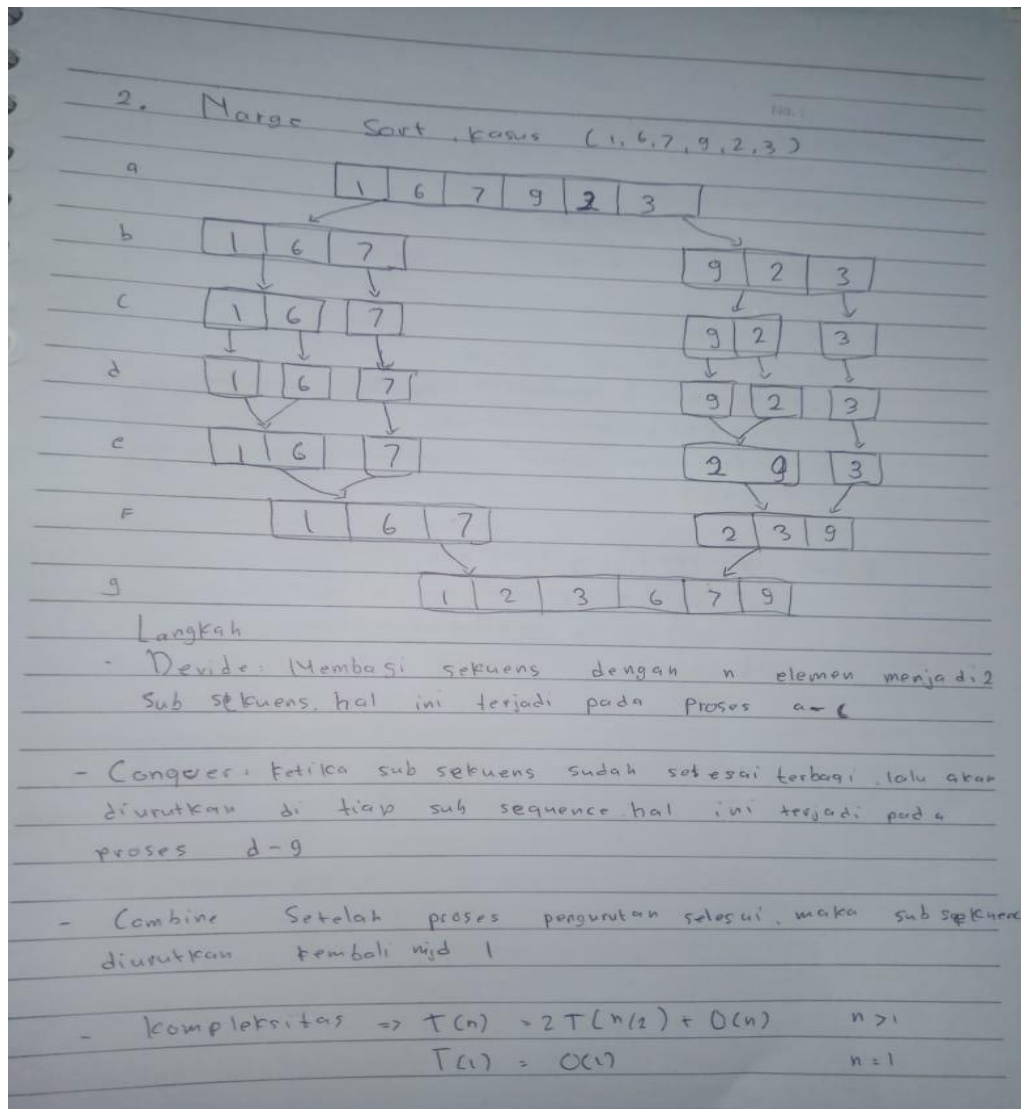 NO. :
2. Marge Sort, kasus (1,6,7,9,2,3)
a 1 6 7 9 2 3
b 1 6 7 9 2 3
c 1 6 7 9 2 3
d 1 6 7 9 2 3
e 1 6 7 2 9 3
F 1 6 7 2 3 9
g 1 2 3 6 7 9
Langkah
- Devide: Membagi sekuens dengan n elemen menjadi 2
sub sekuens. hal ini terjadi pada proses a-c
- Conquer: ketika sub sekuens sudah selesai terbagi, lalu akan
diurutkan di tiap sub sequence. hal ini terjadi pada
proses d-g
- Combine Setelah proses pengurutan selesai, maka sub
diurutkan kembali mjd 1
- kompleksitas => T(n) = 2T(n/2) + O(n) n>1
T(1) = O(1) n=1